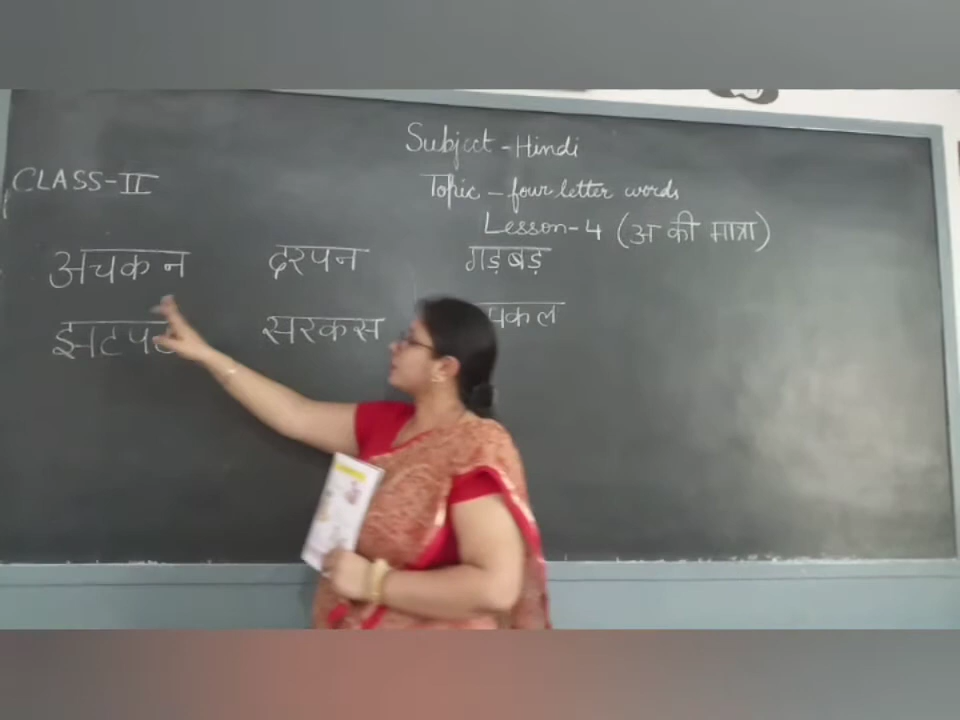 Subject - Hindi
CLASS-II
Topic - four letter words
Lesson-4 (अ की मात्रा)
अचकन दरपन गड़बड़
सरकस